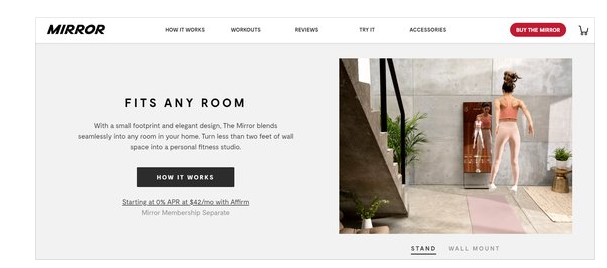 MIRROR
HOW IT WORKS WORKOUTS REVIEWS TRY IT ACCESSORIES BUY THE MIRROR
FITS ANY ROOM
With a small footprint and elegant design, The Mirror blends
seamlessly into any room in your home. Turn less than two feet of wall
space into a personal fitness studio.
HOW IT WORKS
Starting at 0% APR at $42/mo with Affirm
Mirror Membership Separate
STAND WALL MOUNT